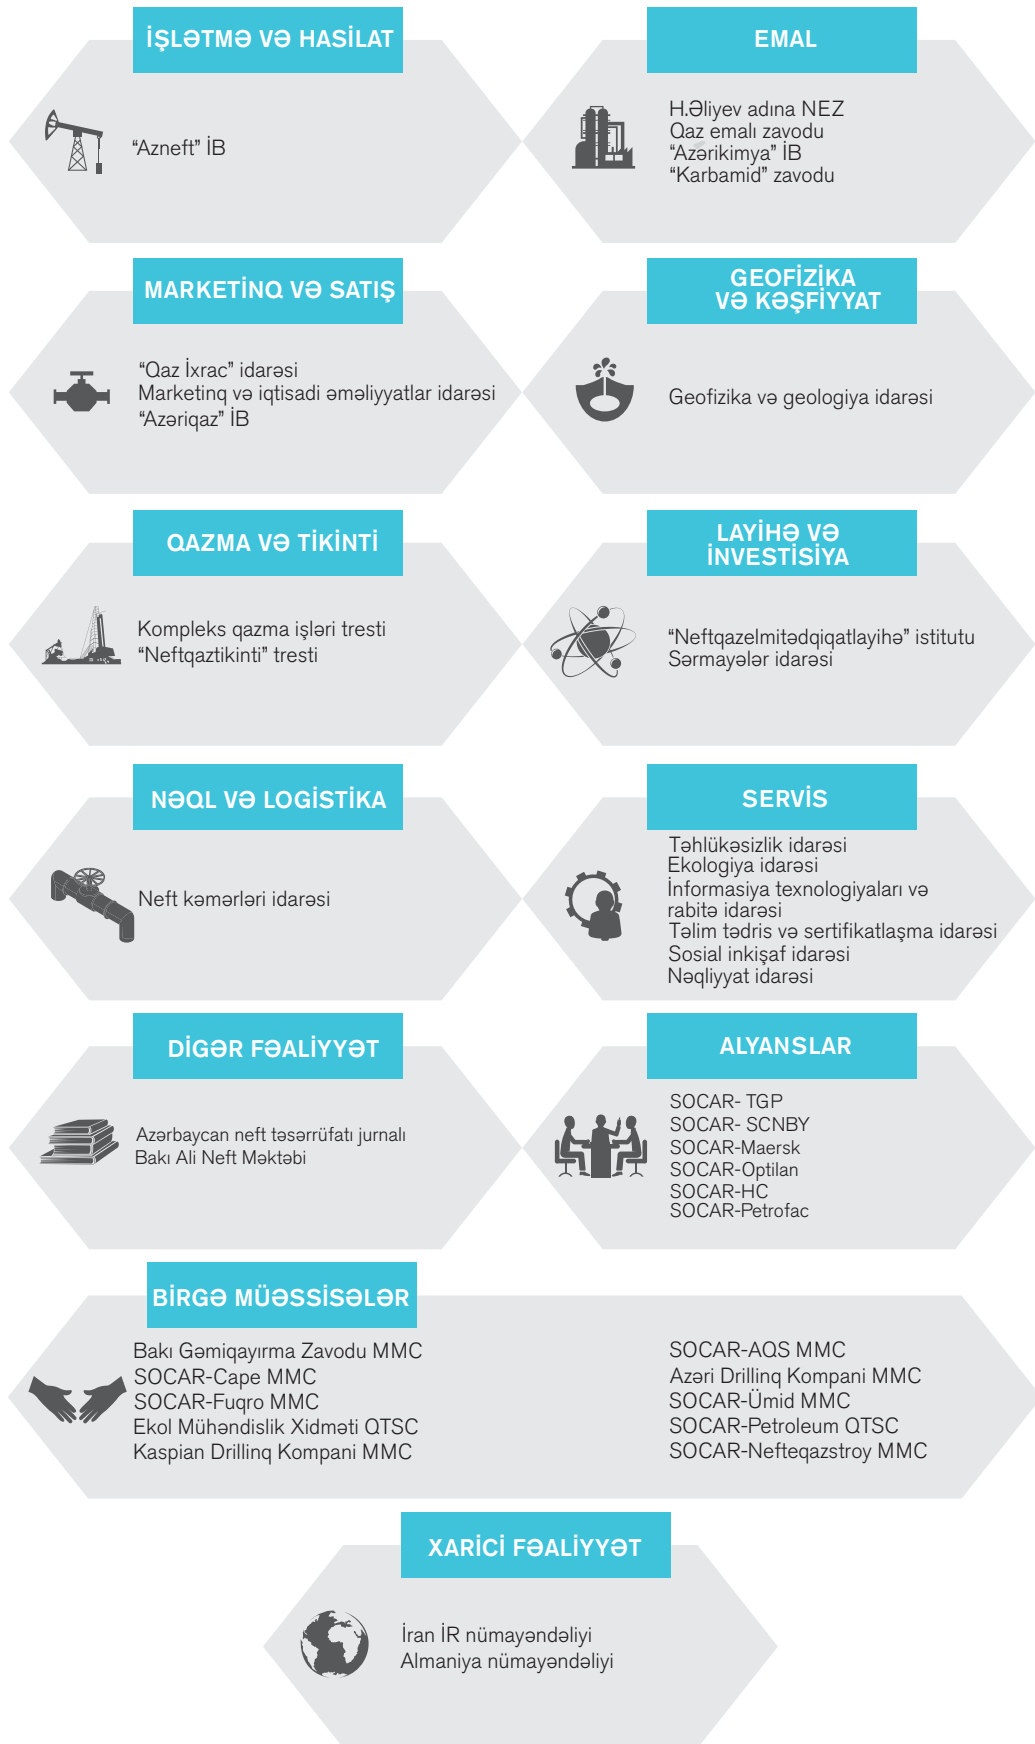 İŞLƏTMƏ VƏ HASİLAT
“Azneft” İB
EMAL
H.Əliyev adına NEZ
Qaz emalı zavodu
“Azərikimya” İB
“Karbamid” zavodu
MARKETİNQ VƏ SATIŞ
“Qaz İxrac” idarəsi
Marketinq və iqtisadi əməliyyatlar idarəsi
“Azəriqaz” İB
GEOFİZİKA
VƏ KƏŞFİYYAT
Geofizika və geologiya idarəsi
QAZMA VƏ TİKİNTİ
Kompleks qazma işləri tresti
“Neftqaztikinti” tresti
LAYİHƏ VƏ
İNVESTİSİYA
“Neftqazelmitədqiqatlayihə” istitutu
Sərmayələr idarəsi
NƏQL VƏ LOGİSTİKA
Neft kəmərləri idarəsi
SERVİS
Təhlükəsizlik idarəsi
Ekologiya idarəsi
İnformasiya texnologiyaları və
rabitə idarəsi
Təlim tədris və sertifikatlaşma idarəsi
Sosial inkişaf idarəsi
Nəqliyyat idarəsi
DİGƏR FƏALİYYƏT
Azərbaycan neft təsərrüfatı jurnalı
Bakı Ali Neft Məktəbi
ALYANSLAR
SOCAR- TGP
SOCAR- SCNBY
SOCAR-Maersk
SOCAR-Optilan
SOCAR-HC
SOCAR-Petrofac
BİRGƏ MÜƏSSİSƏLƏR
Bakı Gəmiqayırma Zavodu MMC
SOCAR-Cape MMC
SOCAR-Fuqro MMC
Ekol Mühəndislik Xidməti QTSC
Kaspian Drillinq Kompani MMC
SOCAR-AQS MMC
Azəri Drillinq Kompani MMC
SOCAR-Ümid MMC
SOCAR-Petroleum QTSC
SOCAR-Nefteqazstroy MMC
XARİCİ FƏALİYYƏT
İran İR nümayəndəliyi
Almaniya nümayəndəliyi